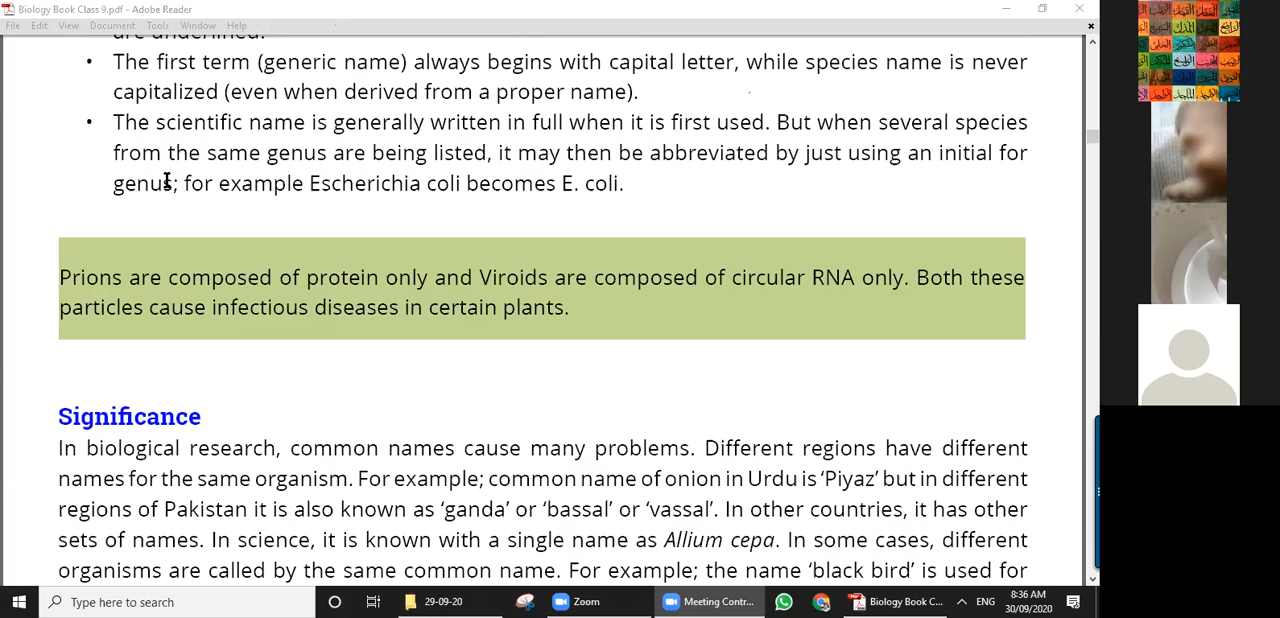 Biology Book Class 9.pdf - Adobe Reader
File Edit View Document Tools Window Help
are underlined.
• The first term (generic name) always begins with capital letter, while species name is never
capitalized (even when derived from a proper name).
• The scientific name is generally written in full when it is first used. But when several species
from the same genus are being listed, it may then be abbreviated by just using an initial for
genus; for example Escherichia coli becomes E. coli.
Prions are composed of protein only and Viroids are composed of circular RNA only. Both these
particles cause infectious diseases in certain plants.
Significance
In biological research, common names cause many problems. Different regions have different
names for the same organism. For example; common name of onion in Urdu is ‘Piyaz’ but in different
regions of Pakistan it is also known as ‘ganda’ or ‘bassal’ or ‘vassal’. In other countries, it has other
sets of names. In science, it is known with a single name as Allium cepa. In some cases, different
organisms are called by the same common name. For example; the name ‘black bird’ is used for
Type here to search
29-09-20
Zoom
Meeting Contr...
Biology Book C...
ENG
8:36 AM
30/09/2020